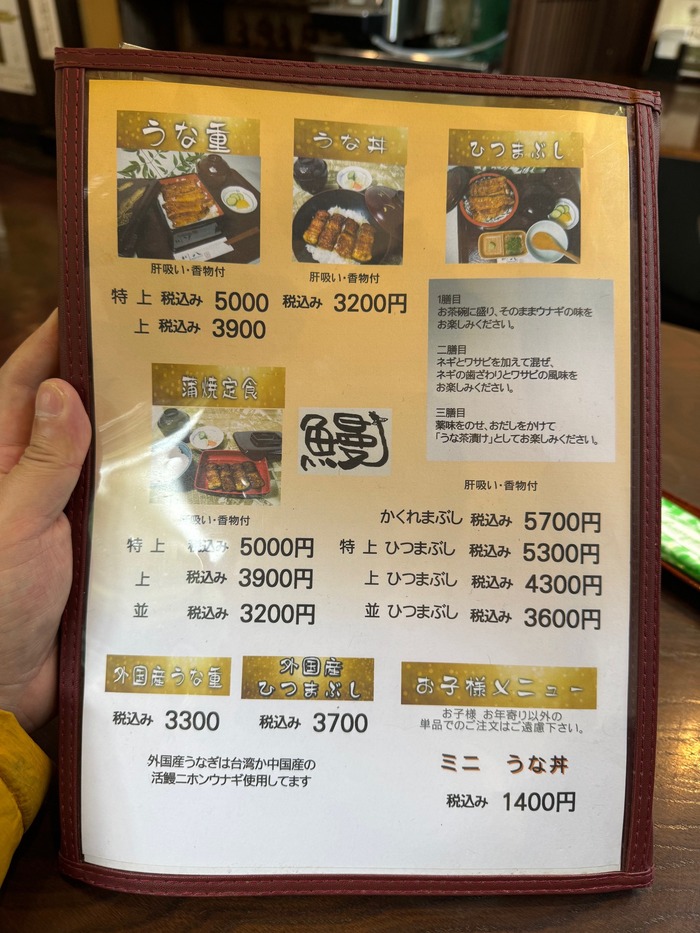 うな重
うな丼
ひつまぶし
肝吸い・香物付
肝吸い・香物付
特 上 税込み 5000
上 税込み 3900
税込み 3200円
1膳目
お茶碗に盛り、そのままウナギの味を
お楽しみください。
二膳目
ネギとワサビを加えて混ぜ、
ネギの歯ざわりとワサビの風味を
お楽しみください。
三膳目
薬味をのせ、おだしをかけて
「うな茶漬け」としてお楽しみください。
蒲焼定食
鰻
吸い・香物付
特 上 税込み 5000円
上 税込み 3900円
並 税込み 3200円
肝吸い・香物付
かくれまぶし 税込み 5700円
特 上 ひつまぶし 税込み 5300円
上 ひつまぶし 税込み 4300円
並 ひつまぶし 税込み 3600円
外国産うな重
税込み 3300
外国産
ひつまぶし
税込み 3700
外国産うなぎは台湾か中国産の
活鰻ニホンウナギ使用してます
お子様メニュー
お子様 お年寄り以外の
単品でのご注文はご遠慮下さい。
ミニ うな丼
税込み 1400円